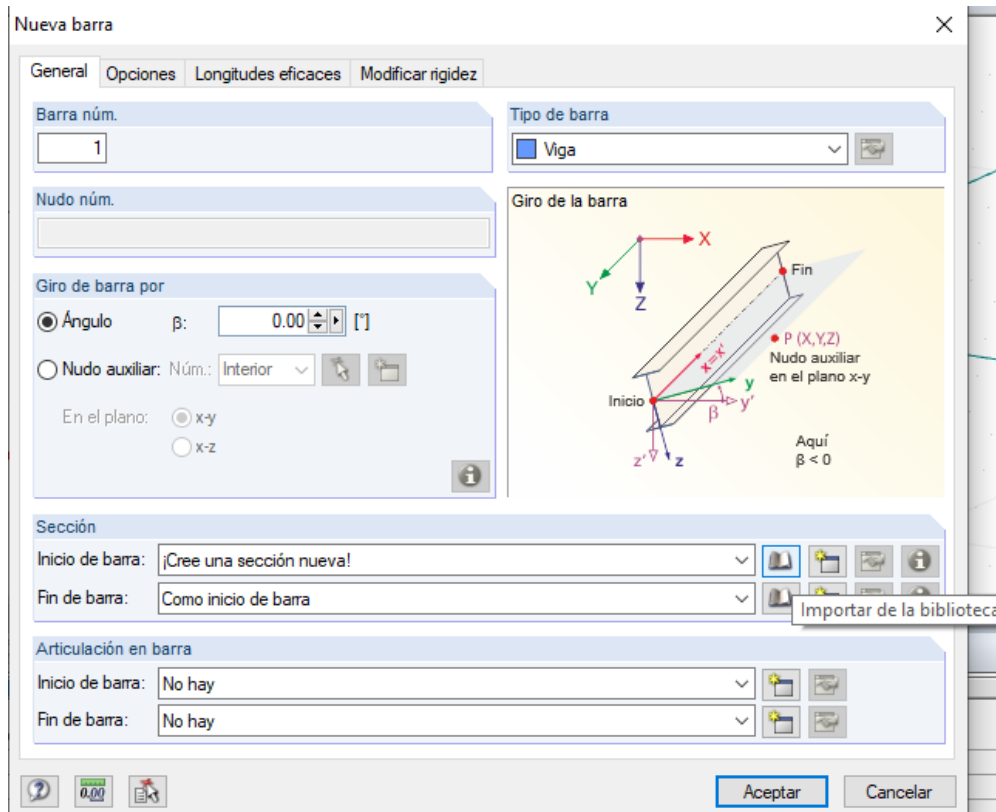 Nueva barra
General Opciones Longitudes eficaces Modificar rigidez
Barra núm.
1
Tipo de barra
Viga
Nudo núm.
Giro de barra por
Ángulo β: 0.00 [°]
Nudo auxiliar: Núm.: Interior
En el plano: x-y
x-z
Giro de la barra
X
Y
Z
Fin
P (X,Y,Z)
Nudo auxiliar
en el plano x-y
x=x'
y
Inicio
β
y'
z'
z
Aquí
β < 0
Sección
Inicio de barra: ¡Cree una sección nueva!
Fin de barra: Como inicio de barra
Importar de la biblioteca
Articulación en barra
Inicio de barra: No hay
Fin de barra: No hay
0.00
Aceptar Cancelar